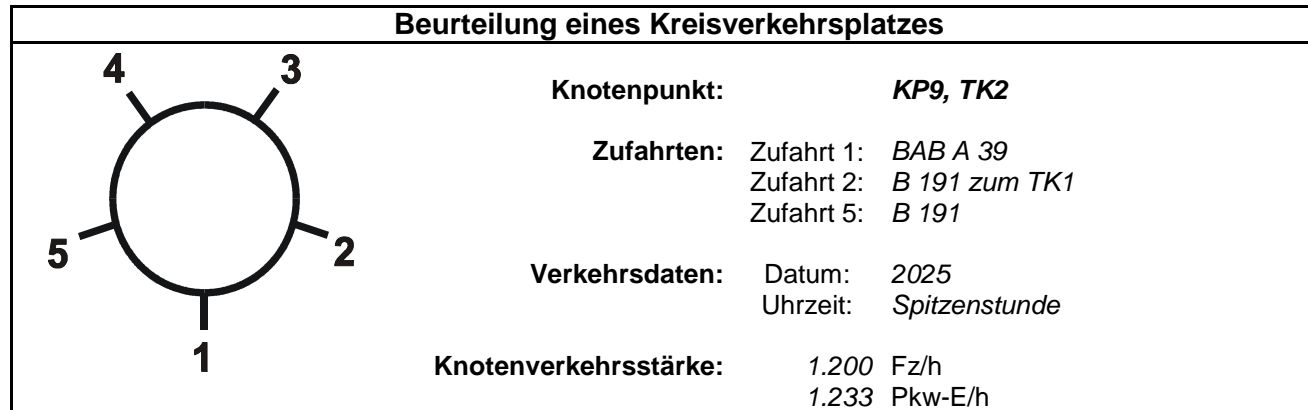 Beurteilung eines Kreisverkehrsplatzes
4 3
5 2
1
Knotenpunkt: KP9, TK2
Zufahrten: Zufahrt 1: BAB A 39
Zufahrt 2: B 191 zum TK1
Zufahrt 5: B 191
Verkehrsdaten: Datum: 2025
Uhrzeit: Spitzenstunde
Knotenverkehrsstärke: 1.200 Fz/h
1.233 Pkw-E/h